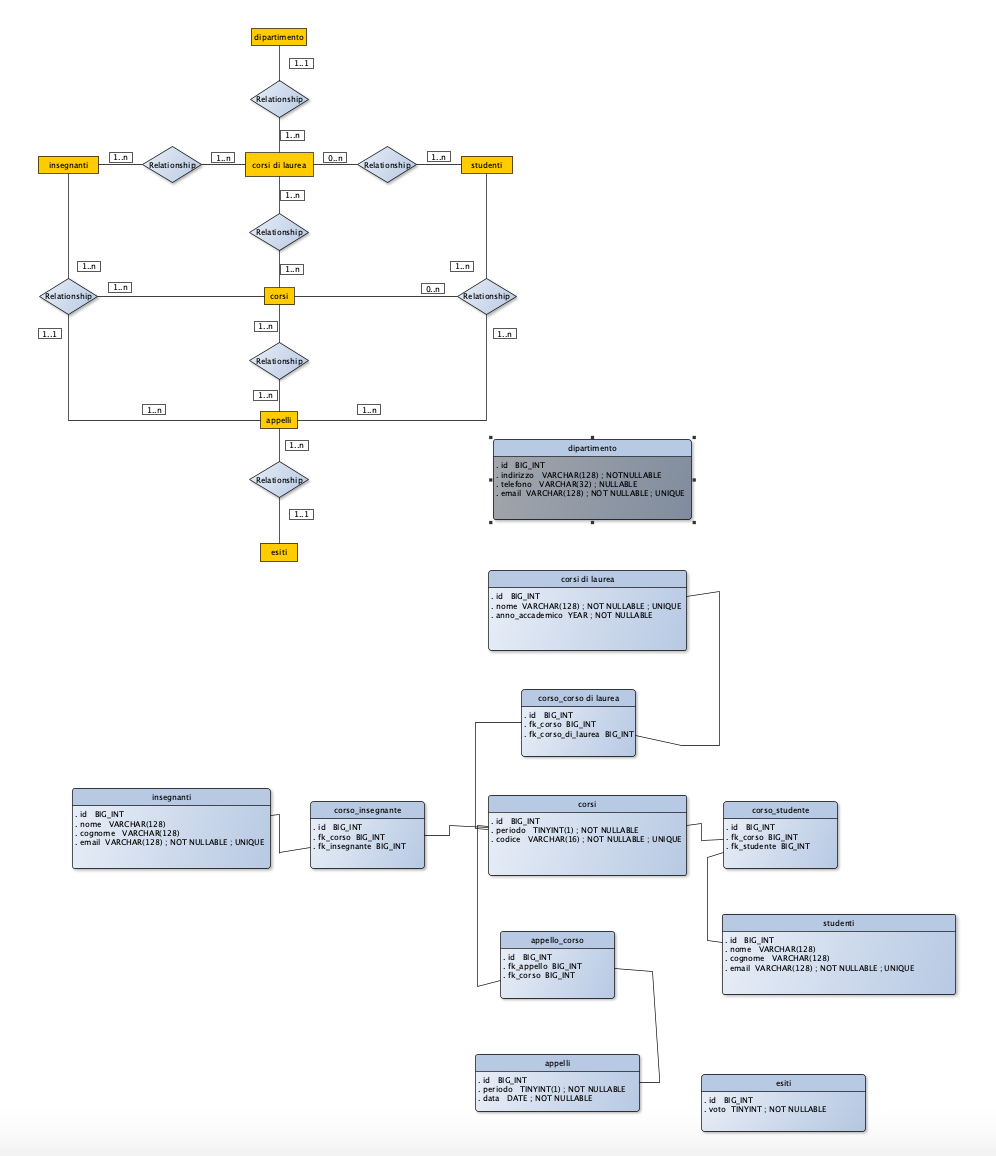 dipartimento
1..1
Relationship
1..n
insegnanti
1..n
Relationship
1..n
corsi di laurea
0..n
Relationship
1..n
studenti
1..n
Relationship
1..n
1..n
1..n
Relationship
1..n
corsi
0..n
Relationship
1..1
1..n
1..n
Relationship
1..n
1..n
1..n
appelli
1..n
Relationship
1..1
esiti
dipartimento
. id BIG_INT
. indirizzo VARCHAR(128) ; NOTNULLABLE
. telefono VARCHAR(32) ; NULLABLE
. email VARCHAR(128) ; NOT NULLABLE ; UNIQUE
corsi di laurea
. id BIG_INT
. nome VARCHAR(128) ; NOT NULLABLE ; UNIQUE
. anno_accademico YEAR ; NOT NULLABLE
corso_corso di laurea
. id BIG_INT
. fk_corso BIG_INT
. fk_corso_di_laurea BIG_INT
insegnanti
. id BIG_INT
. nome VARCHAR(128)
. cognome VARCHAR(128)
. email VARCHAR(128) ; NOT NULLABLE ; UNIQUE
corso_insegnante
. id BIG_INT
. fk_corso BIG_INT
. fk_insegnante BIG_INT
corsi
. id BIG_INT
. periodo TINYINT(1) ; NOT NULLABLE
. codice VARCHAR(16) ; NOT NULLABLE ; UNIQUE
corso_studente
. id BIG_INT
. fk_corso BIG_INT
. fk_studente BIG_INT
studenti
. id BIG_INT
. nome VARCHAR(128)
. cognome VARCHAR(128)
. email VARCHAR(128) ; NOT NULLABLE ; UNIQUE
appello_corso
. id BIG_INT
. fk_appello BIG_INT
. fk_corso BIG_INT
appelli
. id BIG_INT
. periodo TINYINT(1) ; NOT NULLABLE
. data DATE ; NOT NULLABLE
esiti
. id BIG_INT
. voto TINYINT ; NOT NULLABLE